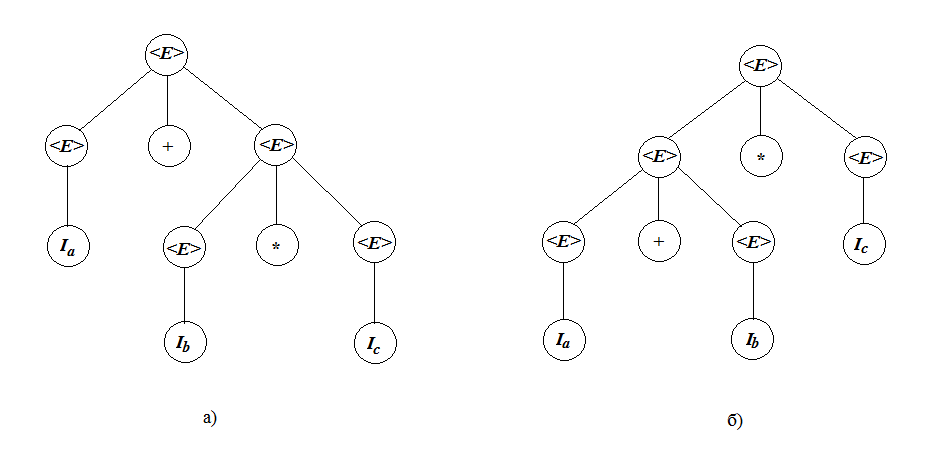 <E>
<E>
<E> + <E>
<E> * <E>
I_a
<E> * <E>
I_c
<E> + <E>
I_b
I_c
I_a
I_b
а)
б)